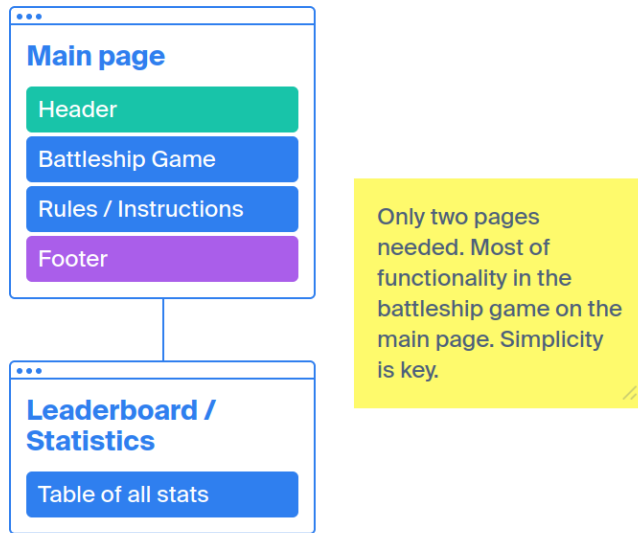 Main page
Header
Battleship Game
Rules / Instructions
Footer
Only two pages
needed. Most of
functionality in the
battleship game on the
main page. Simplicity
is key.
Leaderboard /
Statistics
Table of all stats